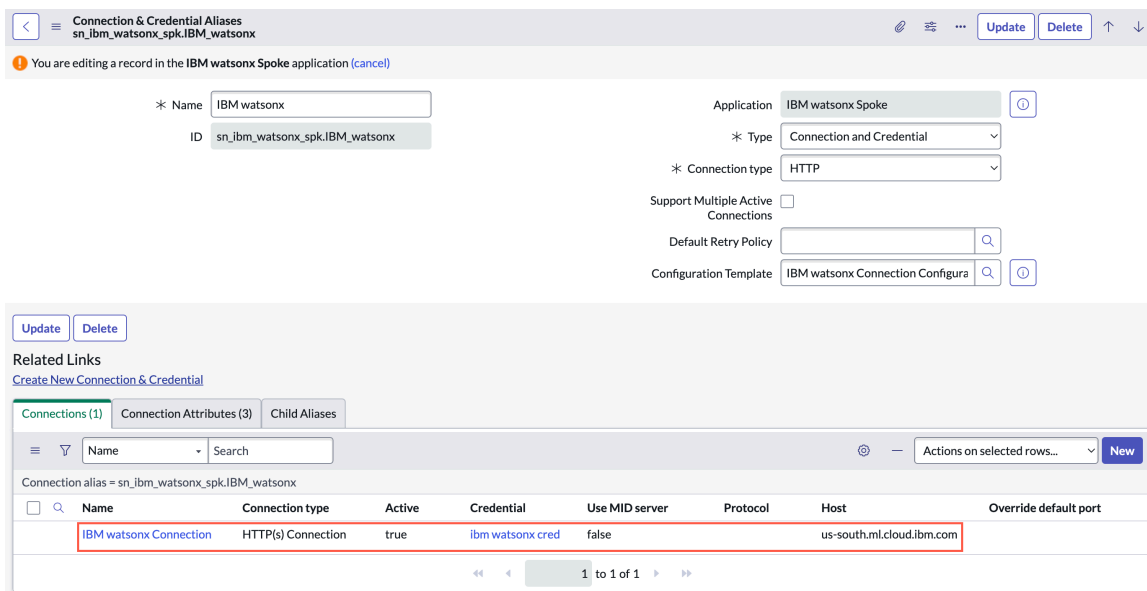 Connection & Credential Aliases
sn_ibm_watsonx_spk.IBM_watsonx
Update
Delete
You are editing a record in the IBM watsonx Spoke application (cancel)
Name
IBM watsonx
ID
sn_ibm_watsonx_spk.IBM_watsonx
Application
IBM watsonx Spoke
Type
Connection and Credential
Connection type
HTTP
Support Multiple Active
Connections
Default Retry Policy
Configuration Template
IBM watsonx Connection Configura
Update
Delete
Related Links
Create New Connection & Credential
Connections (1)
Connection Attributes (3)
Child Aliases
Name
Search
Actions on selected rows...
New
Connection alias = sn_ibm_watsonx_spk.IBM_watsonx
Name Connection type Active Credential Use MID server Protocol Host Override default port
IBM watsonx Connection HTTP(s) Connection true ibm watsonx cred false us-south.ml.cloud.ibm.com
1 to 1 of 1